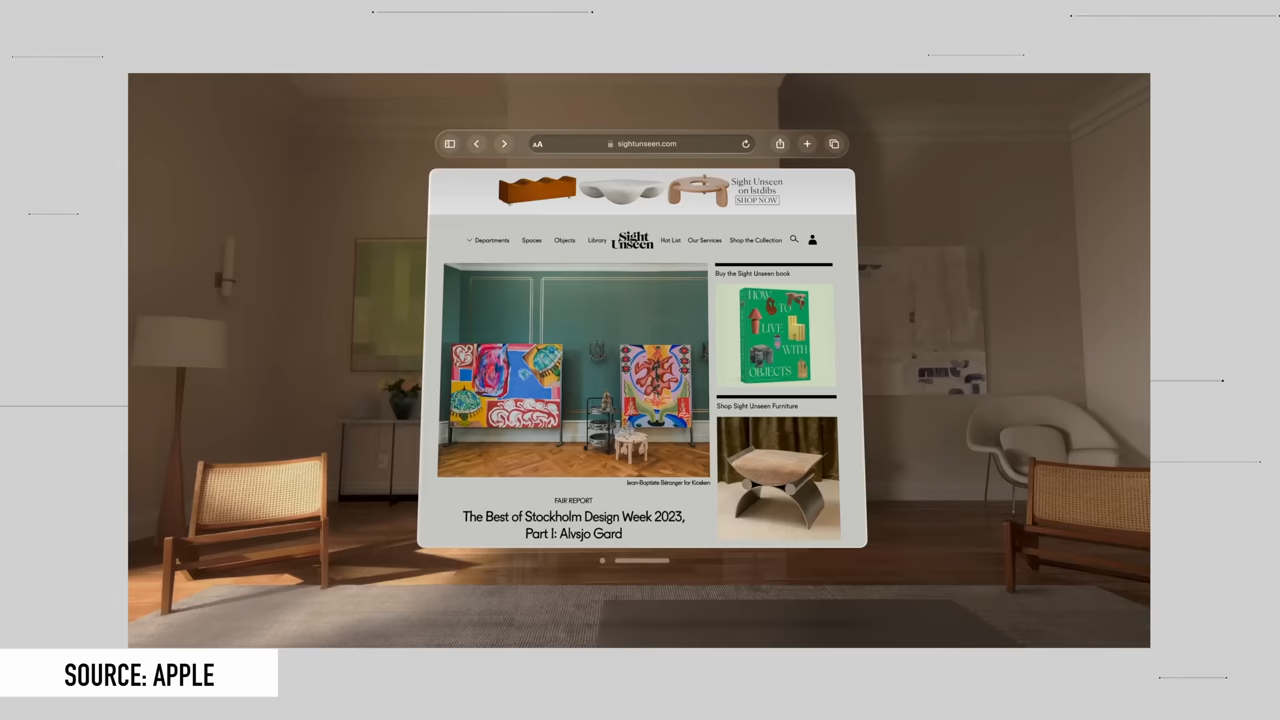 AA
sightunseen.com
Sight Unseen
on 1stdibs
SHOP NOW
Departments Spaces Objects Library Sight Unseen Hot List Our Services Shop the Collection
Buy the Sight Unseen book
HOW
TO
LIVE
WITH
OBJECTS
Jean-Baptiste Béranger for Kiosken
Shop Sight Unseen Furniture
FAIR REPORT
The Best of Stockholm Design Week 2023,
Part I: Alvsjo Gard
SOURCE: APPLE